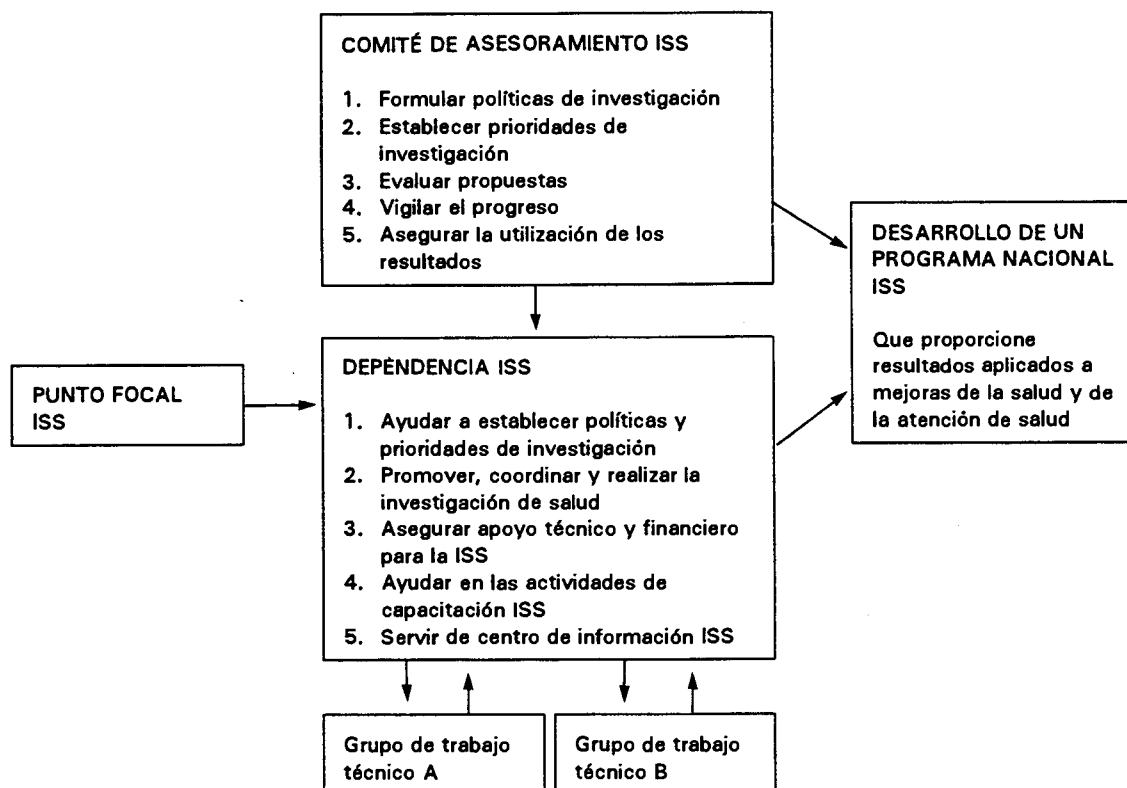 COMITÉ DE ASESORAMIENTO ISS
1. Formular políticas de investigación
2. Establecer prioridades de
investigación
3. Evaluar propuestas
4. Vigilar el progreso
5. Asegurar la utilización de los
resultados
DESARROLLO DE UN
PROGRAMA NACIONAL
ISS
Que proporcione
resultados aplicados a
mejoras de la salud y de
la atención de salud
PUNTO FOCAL
ISS
DEPÈNDENCIA ISS
1. Ayudar a establecer políticas y
prioridades de investigación
2. Promover, coordinar y realizar la
investigación de salud
3. Asegurar apoyo técnico y financiero
para la ISS
4. Ayudar en las actividades de
capacitación ISS
5. Servir de centro de información ISS
Grupo de trabajo
técnico A
Grupo de trabajo
técnico B